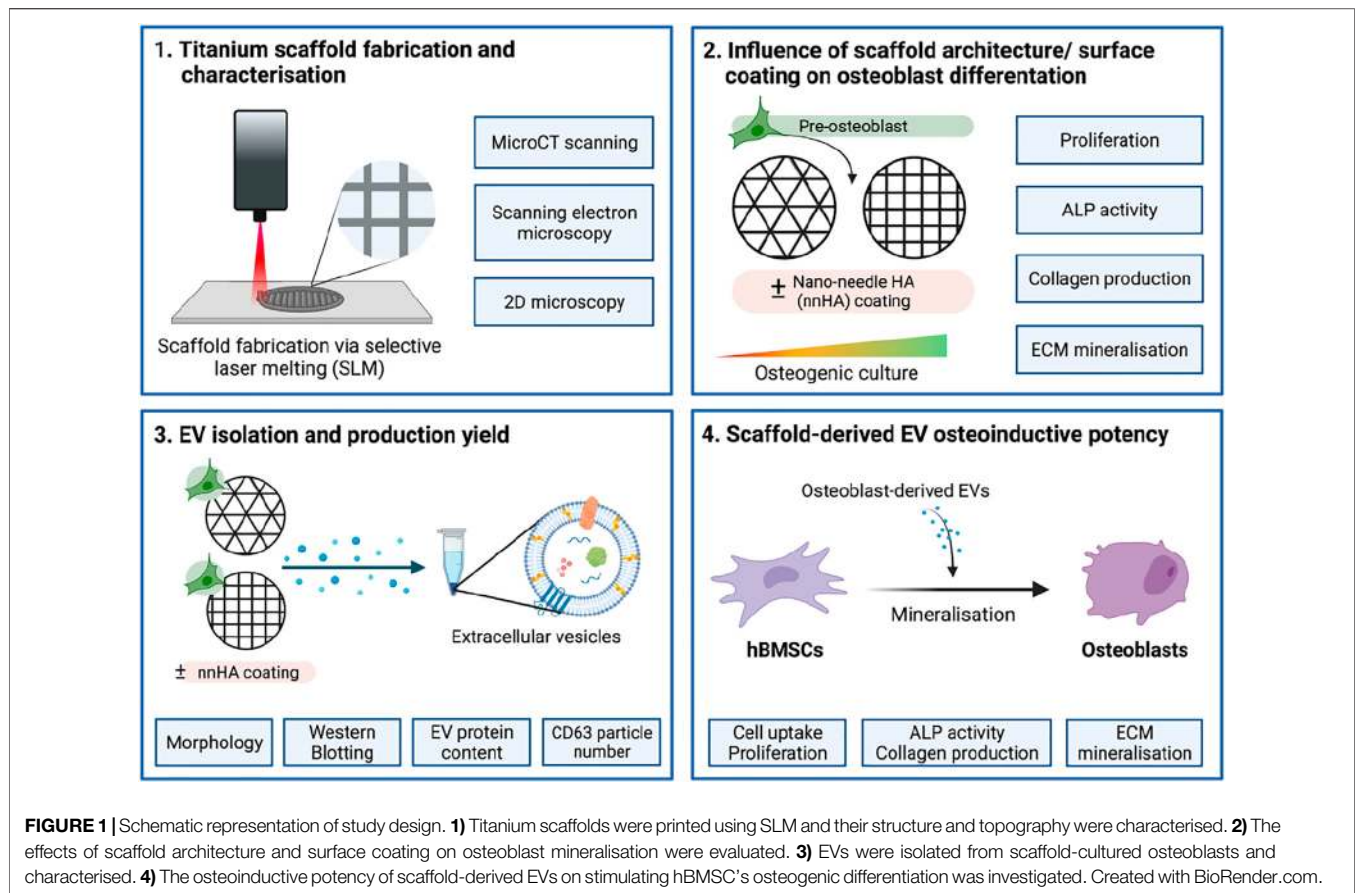 1. Titanium scaffold fabrication and
characterisation
MicroCT scanning
Scanning electron
microscopy
2D microscopy
Scaffold fabrication via selective
laser melting (SLM)
2. Influence of scaffold architecture/ surface
coating on osteoblast differentation
Pre-osteoblast
± Nano-needle HA
(nnHA) coating
Osteogenic culture
Proliferation
ALP activity
Collagen production
ECM mineralisation
3. EV isolation and production yield
± nnHA coating
Extracellular vesicles
Morphology
Western
Blotting
EV protein
content
CD63 particle
number
4. Scaffold-derived EV osteoinductive potency
Osteoblast-derived EVs
Mineralisation
hBMSCs
Osteoblasts
Cell uptake
Proliferation
ALP activity
Collagen production
ECM
mineralisation
FIGURE 1 | Schematic representation of study design. 1) Titanium scaffolds were printed using SLM and their structure and topography were characterised. 2) The
effects of scaffold architecture and surface coating on osteoblast mineralisation were evaluated. 3) EVs were isolated from scaffold-cultured osteoblasts and
characterised. 4) The osteoinductive potency of scaffold-derived EVs on stimulating hBMSC's osteogenic differentiation was investigated. Created with BioRender.com.